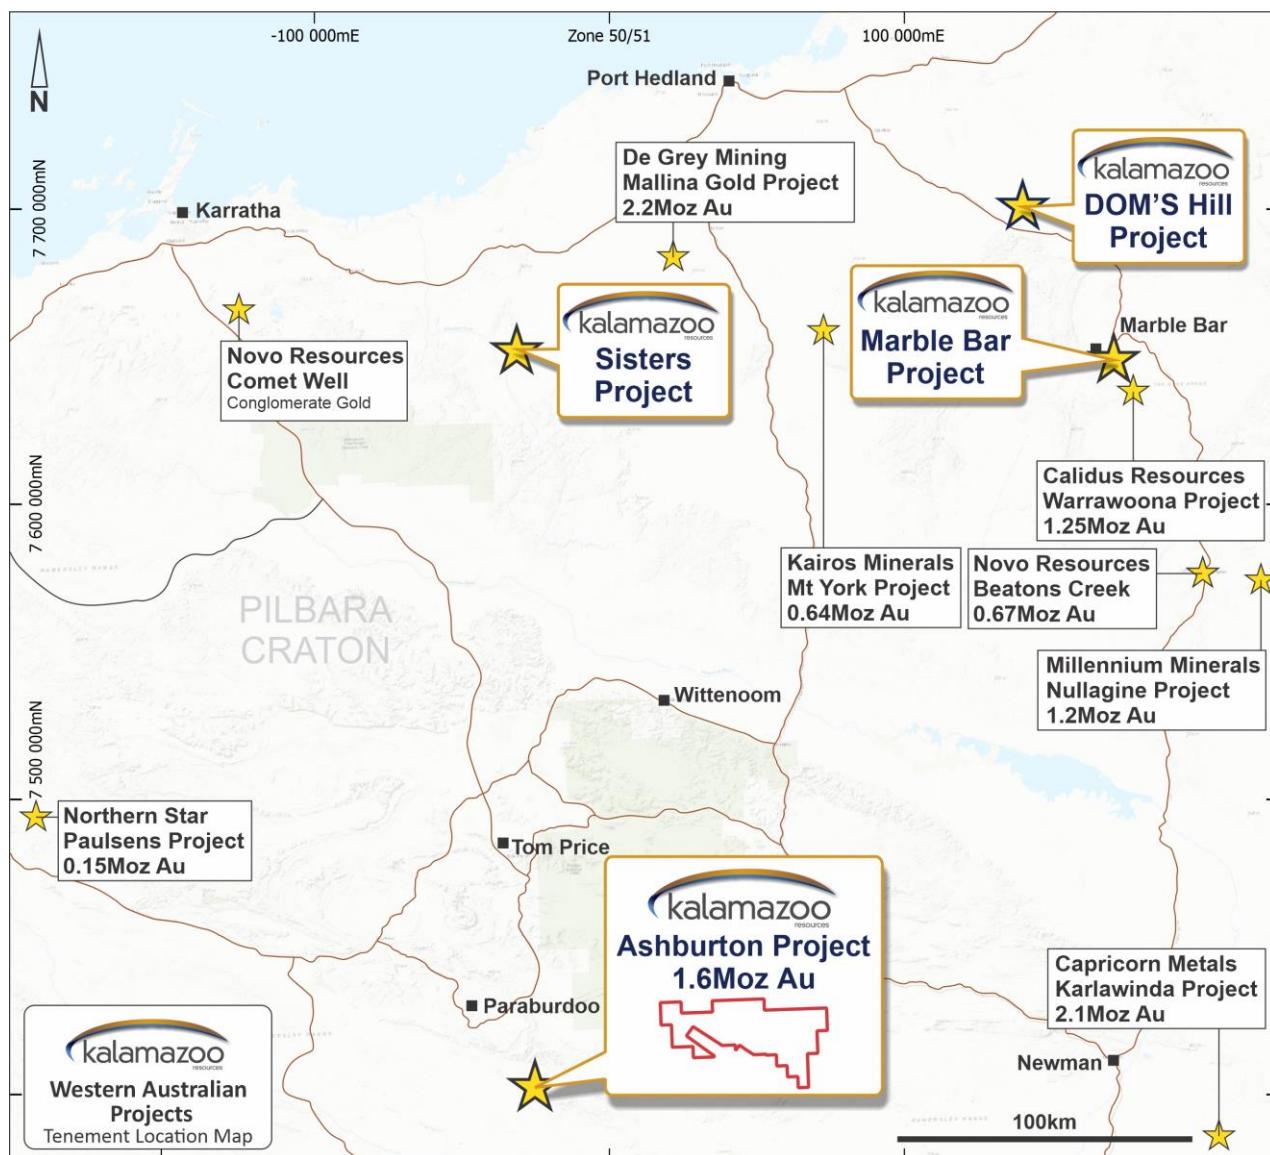 -100 000mE
Zone 50/51
100 000mE
N
Port Hedland
De Grey Mining
Mallina Gold Project
2.2Moz Au
kalamazoo
resources
DOM'S Hill
Project
7 700 000mN
Karratha
kalamazoo
resources
Sisters
Project
kalamazoo
resources
Marble Bar
Project
Marble Bar
Novo Resources
Comet Well
Conglomerate Gold
7 600 000mN
Calidus Resources
Warrawoona Project
1.25Moz Au
Kairos Minerals
Mt York Project
0.64Moz Au
Novo Resources
Beatons Creek
0.67Moz Au
HAMERSLEY RANGE
PILBARA
CRATON
Millennium Minerals
Nullagine Project
1.2Moz Au
Wittenoom
7 500 000mN
Northern Star
Paulsens Project
0.15Moz Au
Tom Price
kalamazoo
resources
Ashburton Project
1.6Moz Au
Paraburdoo
Capricorn Metals
Karlawinda Project
2.1Moz Au
Newman
kalamazoo
resources
Western Australian
Projects
Tenement Location Map
100km